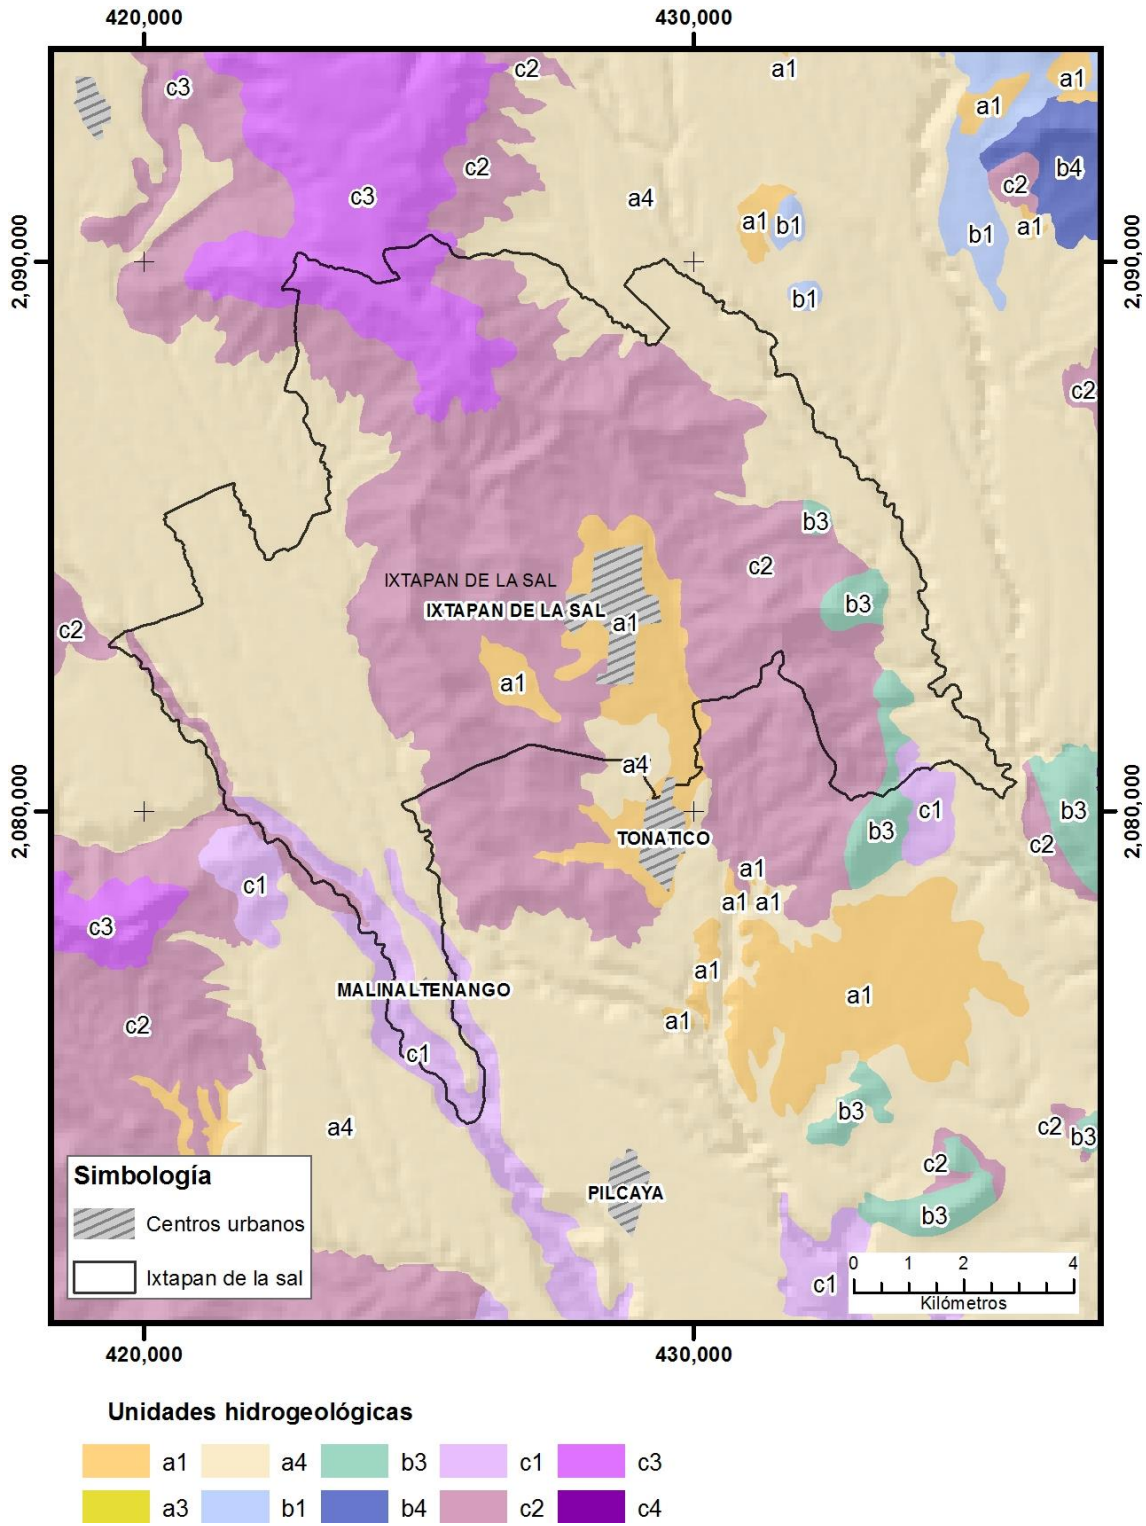 420,000 430,000
c2 a1
c3 a1
a1
c2 b4
c3 a4 c2
a1 b1 b1 a1
2,090,000 2,090,000
b1
c2
b3
c2
IXTAPAN DE LA SAL
IXTAPAN DE LA SAL b3
a1
c2
a1
a4
2,080,000 c1 b3 2,080,000
TONATICO b3 c2
a1
c1 a1 a1
c3
a1
MALINALTENANGO a1
c2 a1
c1
b3
a4 c2 b3
c2
PILCAYA
b3
c1
Simbología
Centros urbanos
Ixtapan de la sal
0 1 2 4
Kilómetros
420,000 430,000
Unidades hidrogeológicas
a1 a4 b3 c1 c3
a3 b1 b4 c2 c4